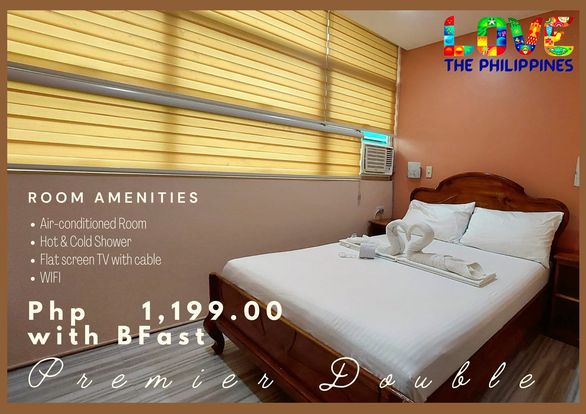 LOVE
THE PHILIPPINES
ROOM AMENITIES
• Air-conditioned Room
• Hot & Cold Shower
• Flat screen TV with cable
• WIFI
Php 1,199.00
with BFast
Premier Double